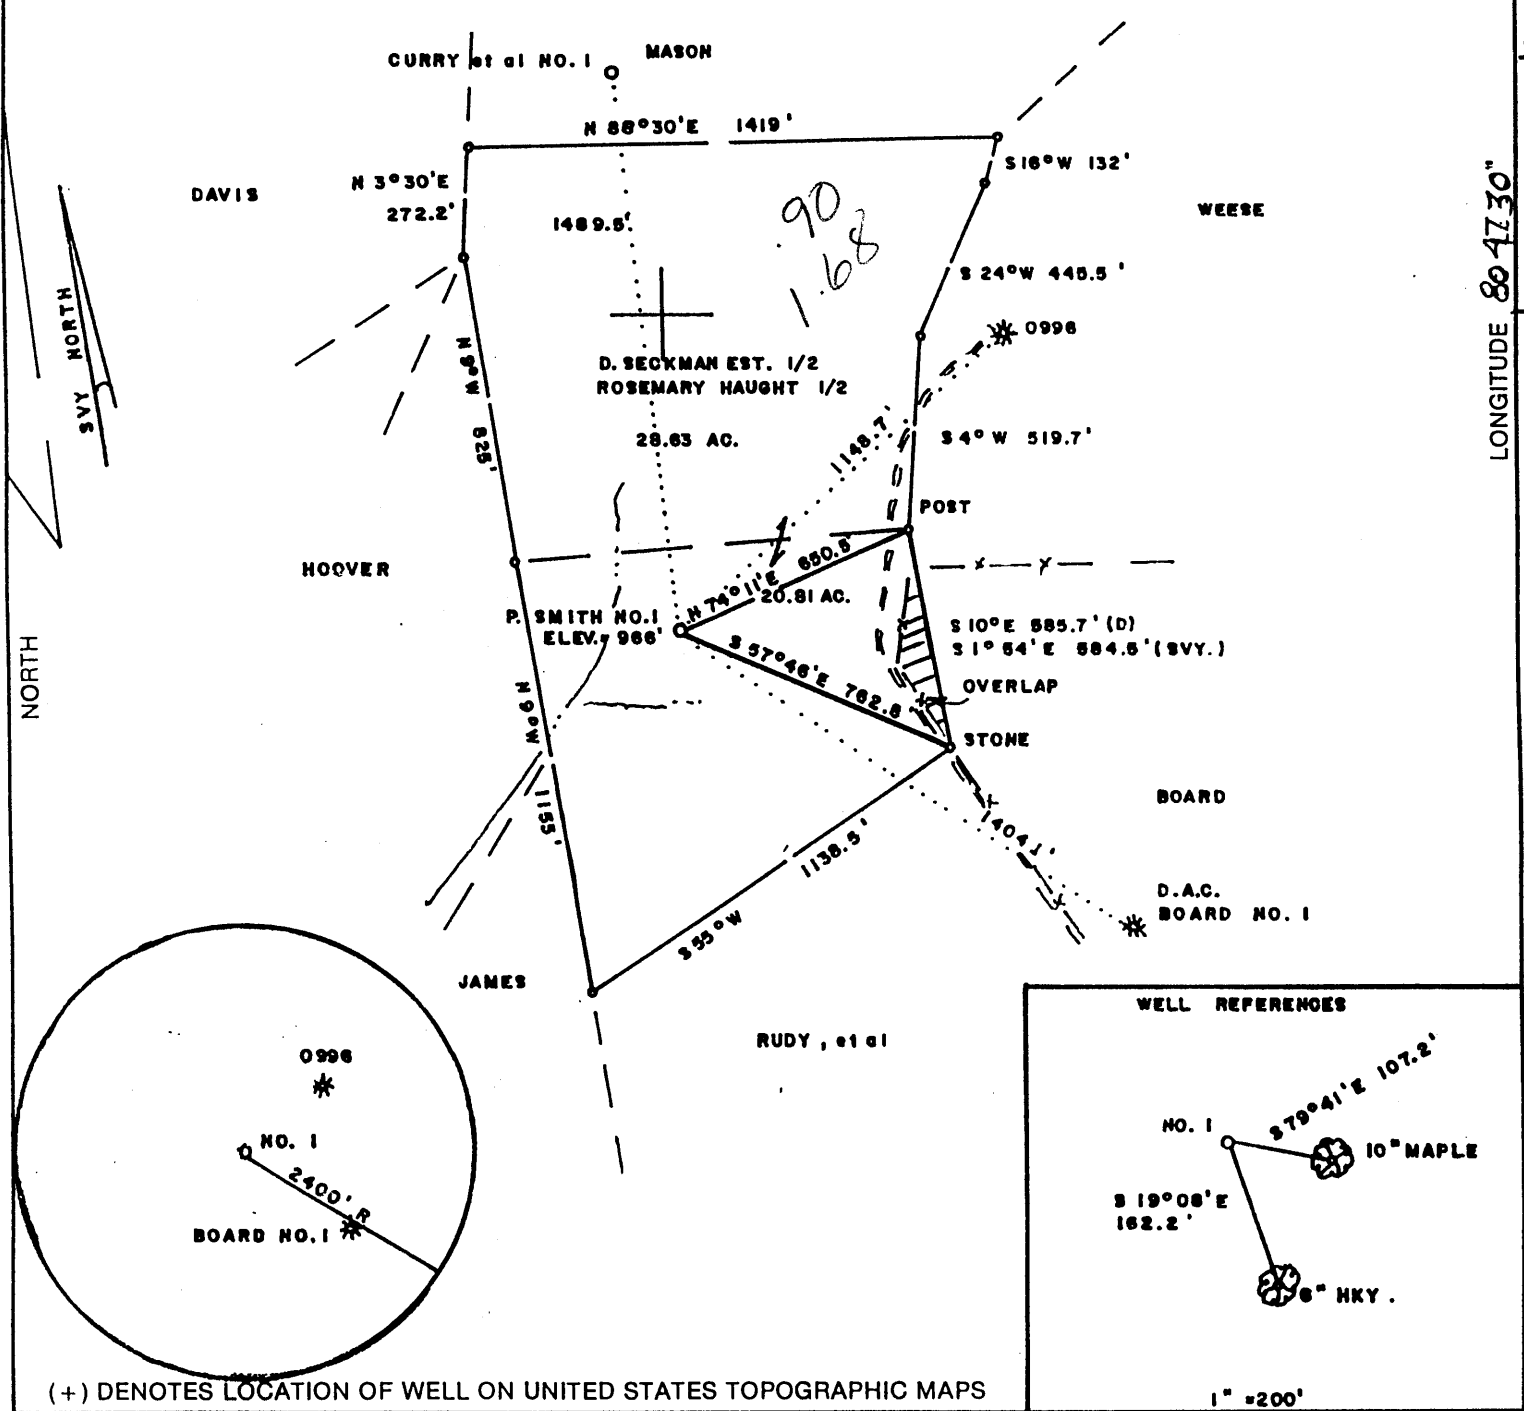 CURRY et al NO. 1
MASON
N 88°30'E 1419'
S 16°W 132'
DAVIS
N 3°30'E
272.2'
1489.5'
.90
1.68
WEESE
S 24°W 445.5'
LONGITUDE 80 47 30"
SVY NORTH
0996
N 9°W 825'
D. SECKMAN EST. 1/2
ROSEMARY HAUGHT 1/2
28.63 AC.
1148.7'
S 4° W 519.7'
POST
HOOVER
N 74°11'E 650.5'
20.81 AC.
P. SMITH NO. 1
ELEV. = 966'
S 10°E 585.7' (D)
S 1°54' E 584.5' (SVY.)
S 57°46'E 762.8'
OVERLAP
STONE
NORTH
N 9°W 1155'
BOARD
1404.1'
S 55°W 1138.5'
D.A.C.
BOARD NO. 1
JAMES
RUDY, et al
WELL REFERENCES
0996
NO. 1
2400' R
BOARD NO. 1
S 79°41'E 107.2'
NO. 1
10" MAPLE
S 19°08'E
162.2'
6" HKY.
(+) DENOTES LOCATION OF WELL ON UNITED STATES TOPOGRAPHIC MAPS
1" = 200'